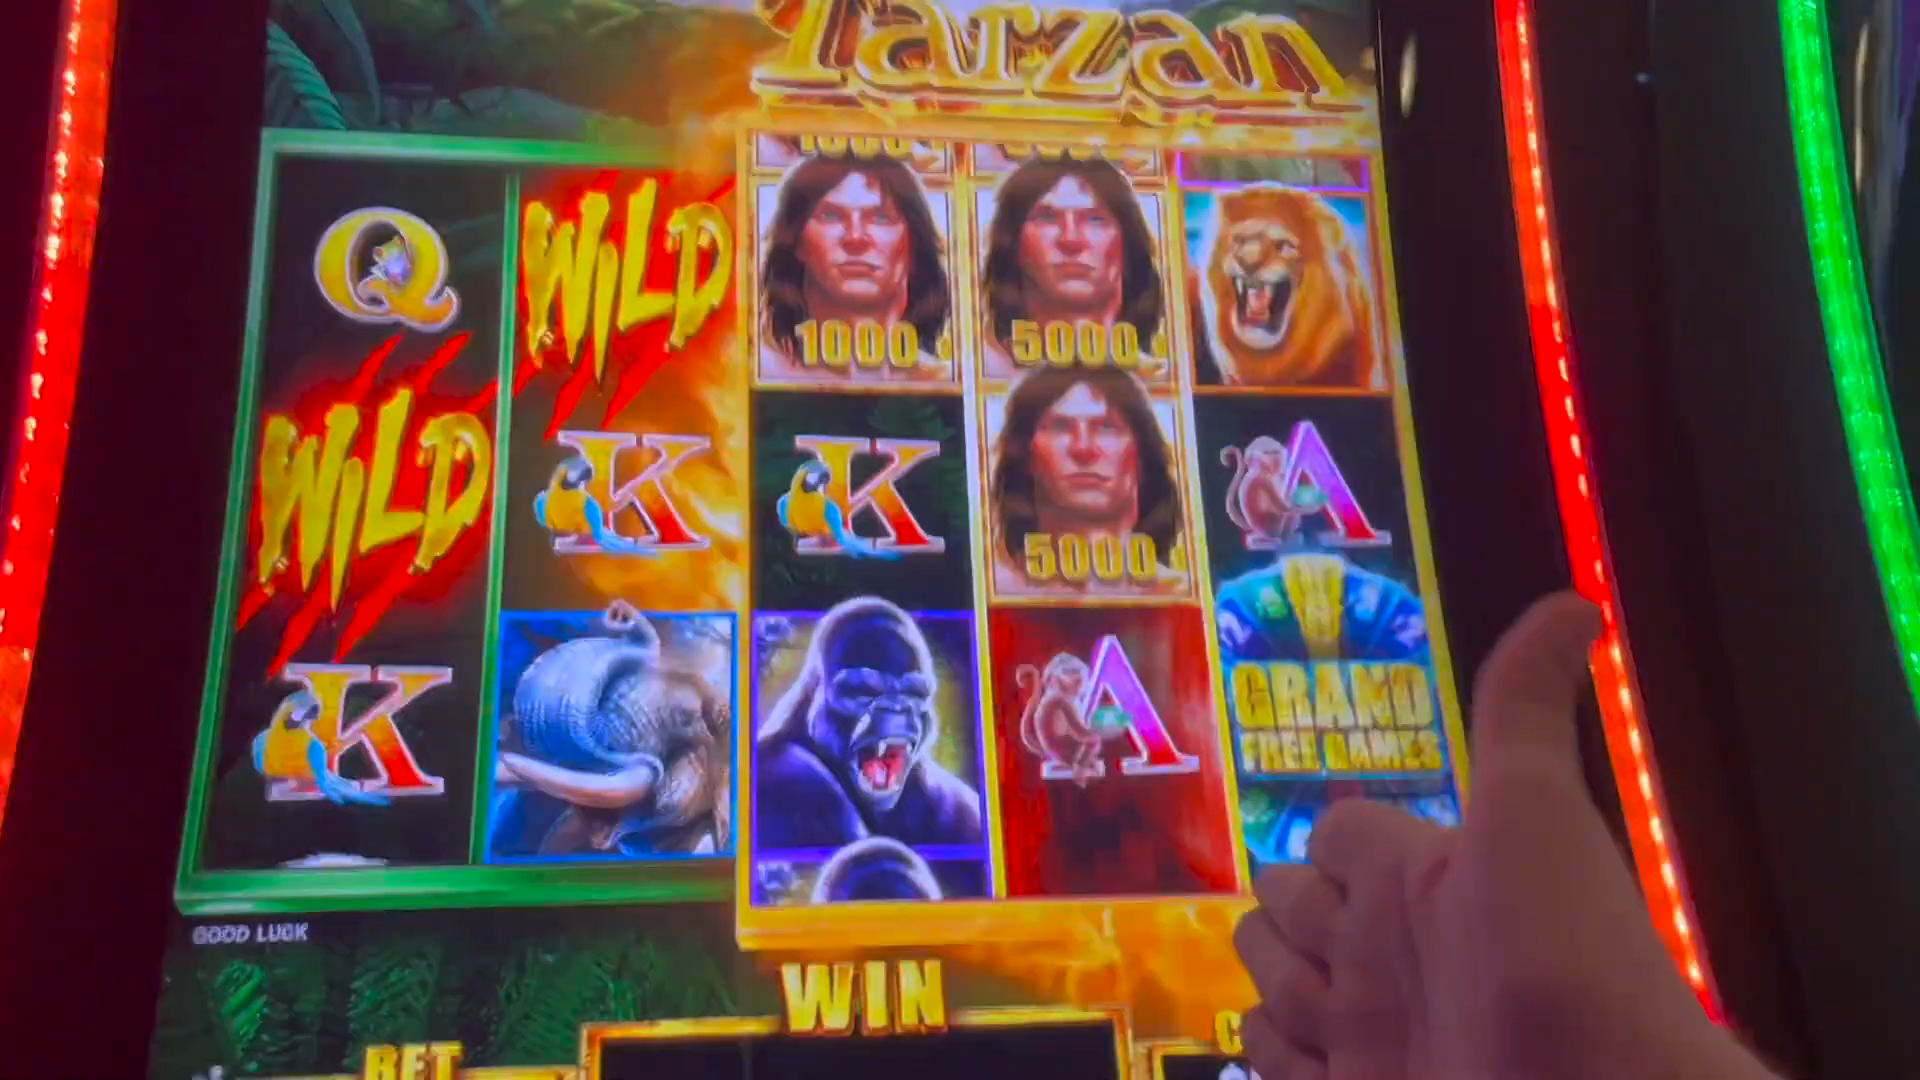 Tarzan
Q
WILD
1000
5000
WILD
K
K
5000
A
K
A
GRAND
FREE GAMES
GOOD LUCK
WIN
BET